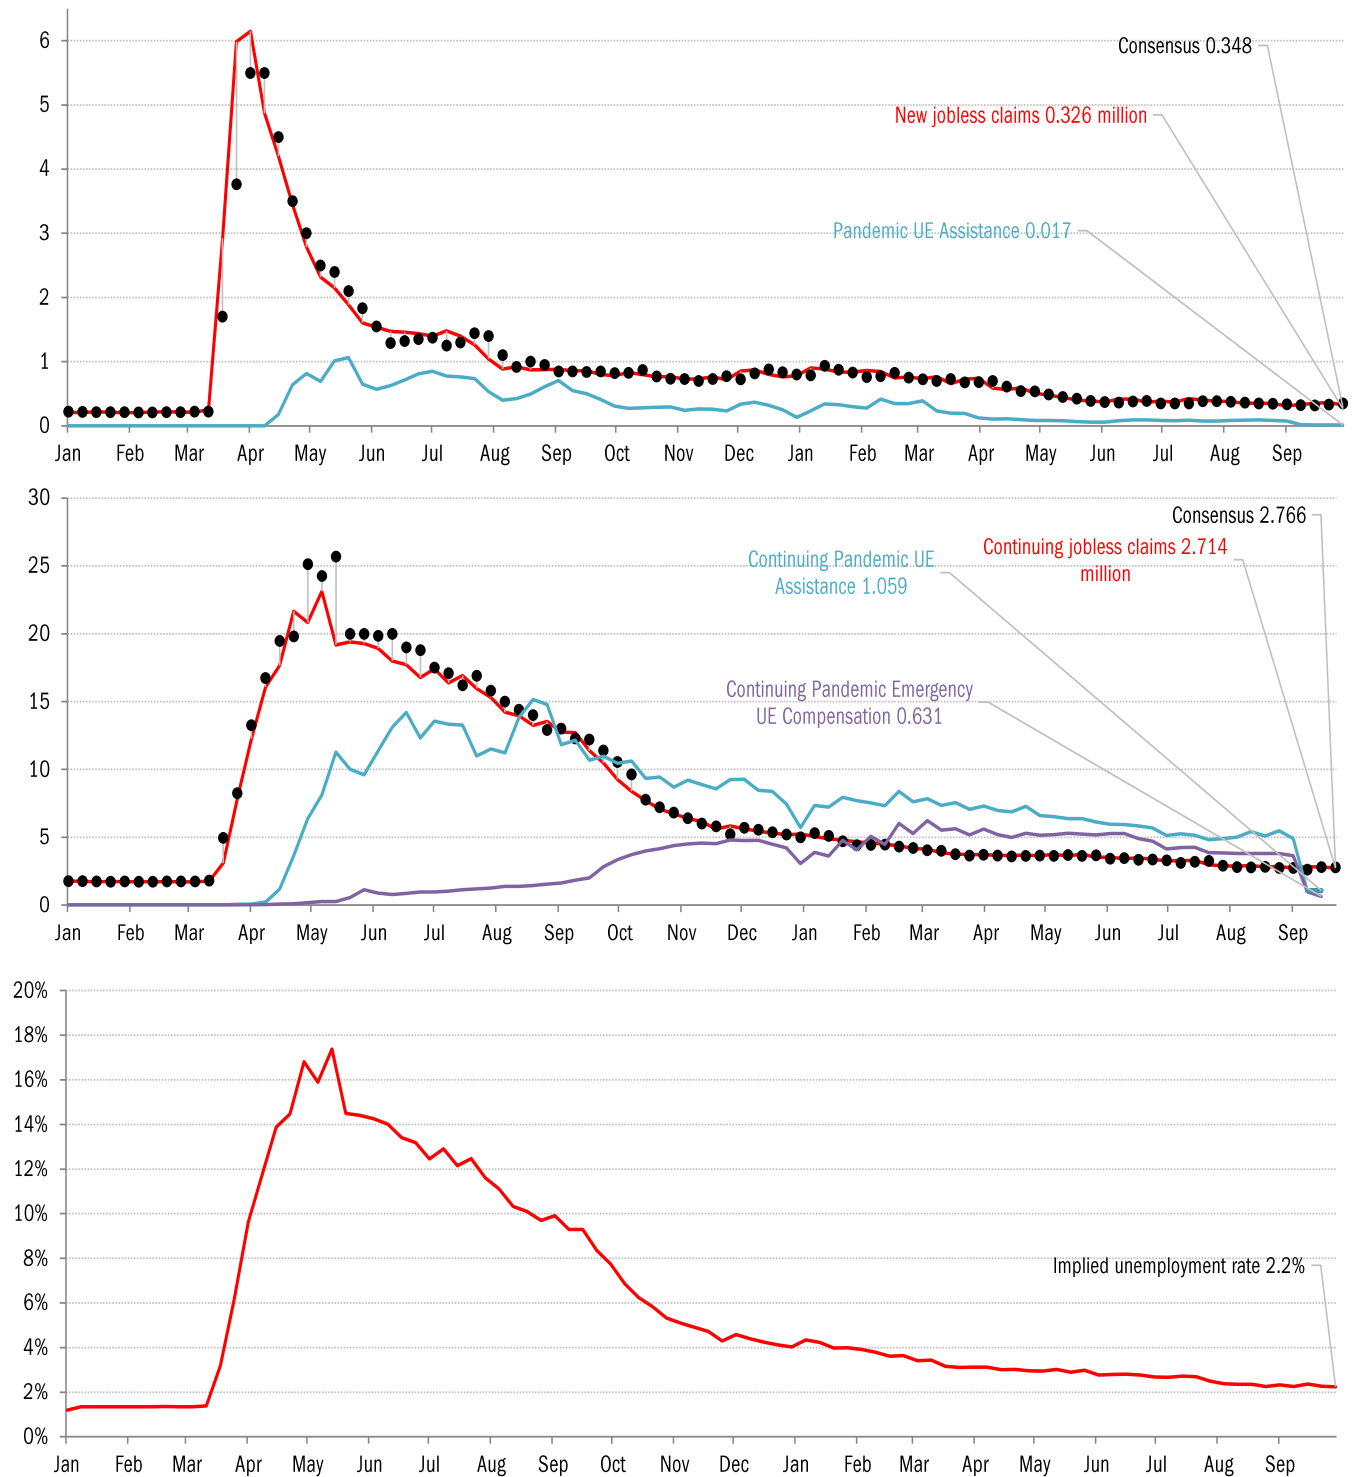 6
Consensus 0.348
5
New jobless claims 0.326 million
4
3
Pandemic UE Assistance 0.017
2
1
0
Jan Feb Mar Apr May Jun Jul Aug Sep Oct Nov Dec Jan Feb Mar Apr May Jun Jul Aug Sep
30
Consensus 2.766
25
Continuing Pandemic UE
Assistance 1.059
Continuing jobless claims 2.714
million
20
15
Continuing Pandemic Emergency
UE Compensation 0.631
10
5
0
Jan Feb Mar Apr May Jun Jul Aug Sep Oct Nov Dec Jan Feb Mar Apr May Jun Jul Aug Sep
20%
18%
16%
14%
12%
10%
8%
Implied unemployment rate 2.2%
6%
4%
2%
0%
Jan Feb Mar Apr May Jun Jul Aug Sep Oct Nov Dec Jan Feb Mar Apr May Jun Jul Aug Sep